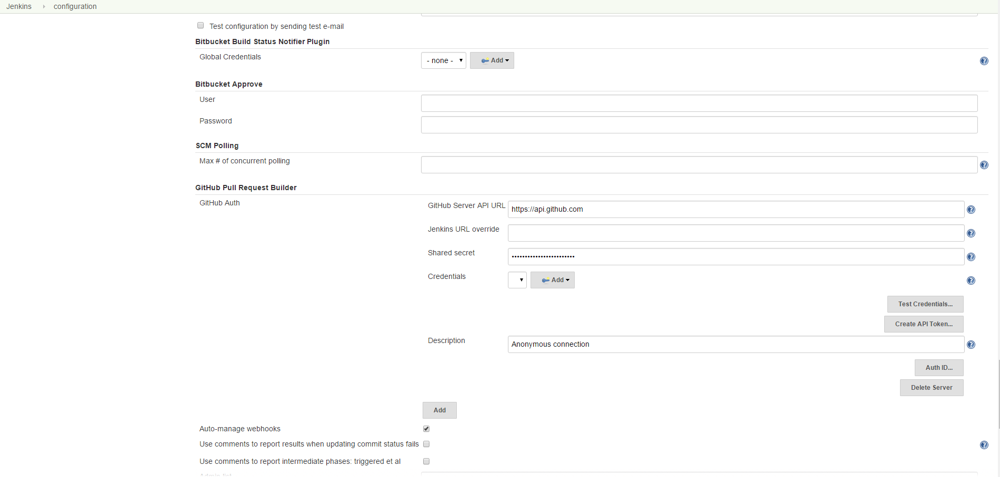 Jenkins configuration
Test configuration by sending test e-mail
Bitbucket Build Status Notifier Plugin
Global Credentials - none - Add
Bitbucket Approve
User
Password
SCM Polling
Max # of concurrent polling
GitHub Pull Request Builder
GitHub Auth GitHub Server API URL https://api.github.com
Jenkins URL override
Shared secret ••••••••••••••••••••••••
Credentials Add
Test Credentials...
Create API Token...
Description Anonymous connection
Auth ID...
Delete Server
Add
Auto-manage webhooks
Use comments to report results when updating commit status fails
Use comments to report intermediate phases: triggered et al
Admin list